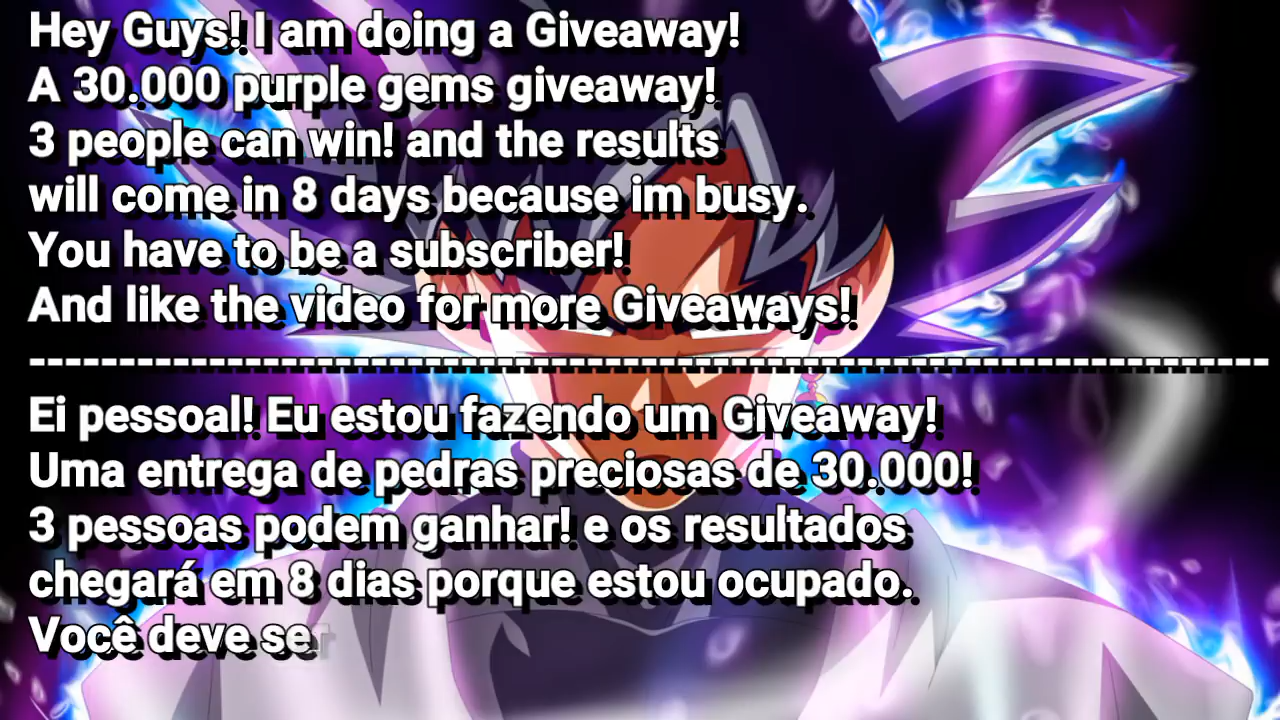 Hey Guys! I am doing a Giveaway!
A 30.000 purple gems giveaway!
3 people can win! and the results
will come in 8 days because im busy.
You have to be a subscriber!
And like the video for more Giveaways!
---------------------------------------------------------------------
Ei pessoal! Eu estou fazendo um Giveaway!
Uma entrega de pedras preciosas de 30.000!
3 pessoas podem ganhar! e os resultados
chegará em 8 dias porque estou ocupado.
Você deve ser